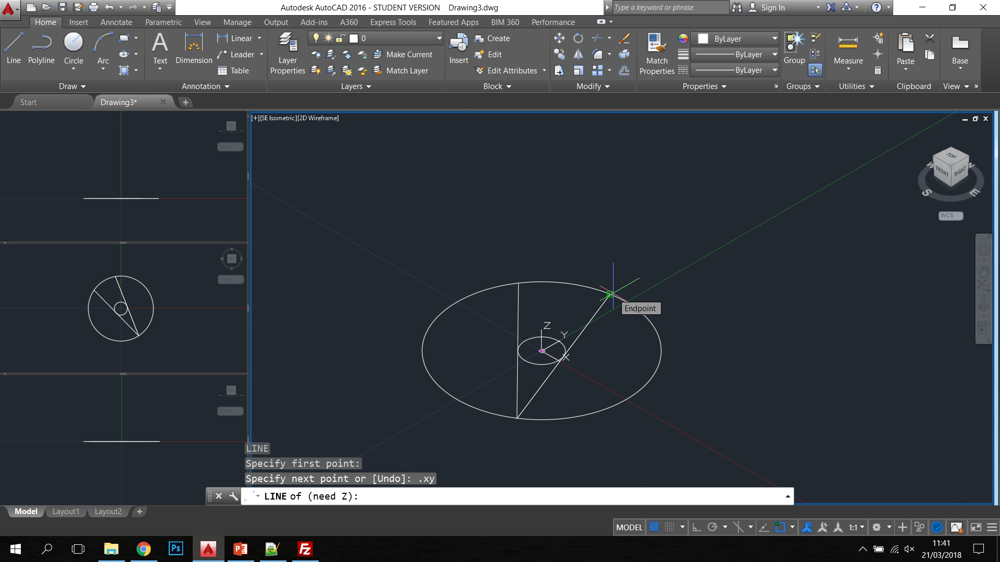 Autodesk AutoCAD 2016 - STUDENT VERSION    Drawing3.dwg
Type a keyword or phrase
Sign In
Home  Insert  Annotate  Parametric  View  Manage  Output  Add-ins  A360  Express Tools  Featured Apps  BIM 360  Performance
Line  Polyline  Circle  Arc
Draw
Text  Dimension
Linear
Leader
Table
Annotation
Layer Properties
0
Make Current
Match Layer
Layers
Insert
Create
Edit
Edit Attributes
Block
Modify
Match Properties
ByLayer
ByLayer
ByLayer
Properties
Group
Groups
Measure
Utilities
Paste
Clipboard
Base
View
Start  Drawing3*
[+][SE Isometric][2D Wireframe]
TOP
FRONT
RIGHT
W
N
S
E
WCS
N
W
E
S
Endpoint
Z
Y
X
LINE
Specify first point:
Specify next point or [Undo]: .xy
LINE of (need Z):
Model  Layout1  Layout2
MODEL
1:1
Ps
11:41
21/03/2018